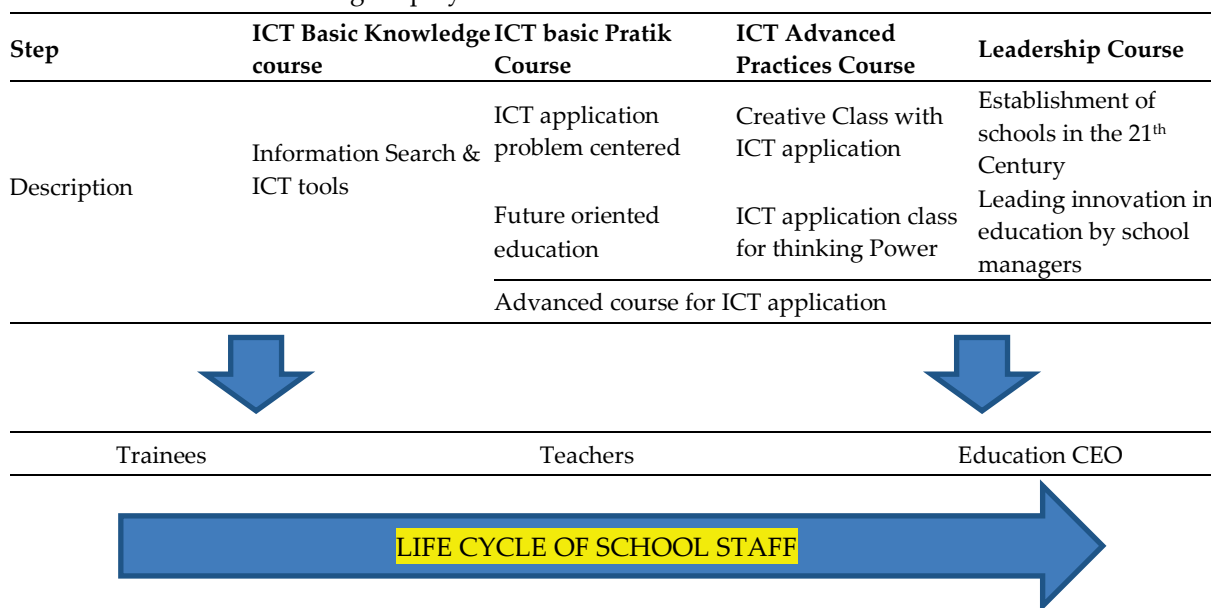 Step
ICT Basic Knowledge
course
ICT basic Pratik
Course
ICT Advanced
Practices Course
Leadership Course
Description
Information Search &
ICT tools
ICT application
problem centered
Future oriented
education
Creative Class with
ICT application
ICT application class
for thinking Power
Establishment of
schools in the 21th
Century
Leading innovation in
education by school
managers
Advanced course for ICT application
Trainees Teachers Education CEO
LIFE CYCLE OF SCHOOL STAFF